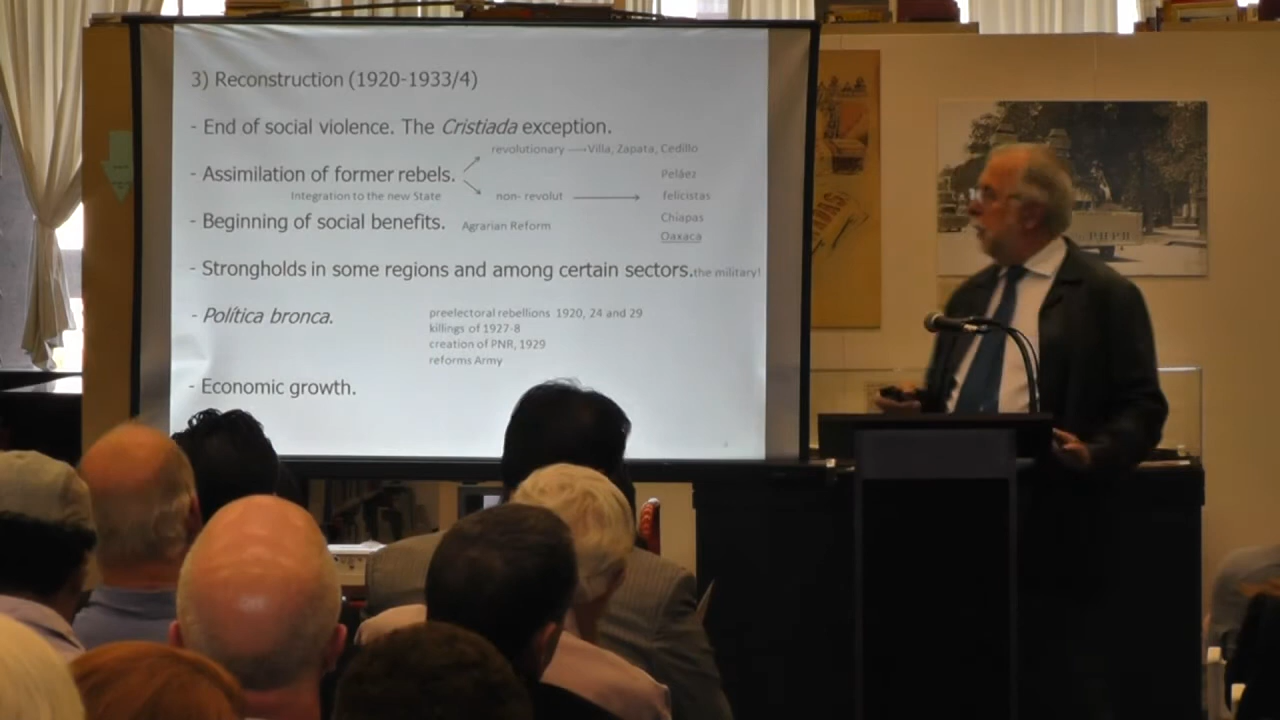 3) Reconstruction (1920-1933/4)
- End of social violence. The Cristiada exception.
revolutionary → Villa, Zapata, Cedillo
- Assimilation of former rebels.
Peláez
Integration to the new State
non- revolut → felicistas
- Beginning of social benefits. Agrarian Reform
Chiapas
Oaxaca
- Strongholds in some regions and among certain sectors. the military!
- Política bronca.
preelectoral rebellions 1920, 24 and 29
killings of 1927-8
creation of PNR, 1929
reforms Army
- Economic growth.